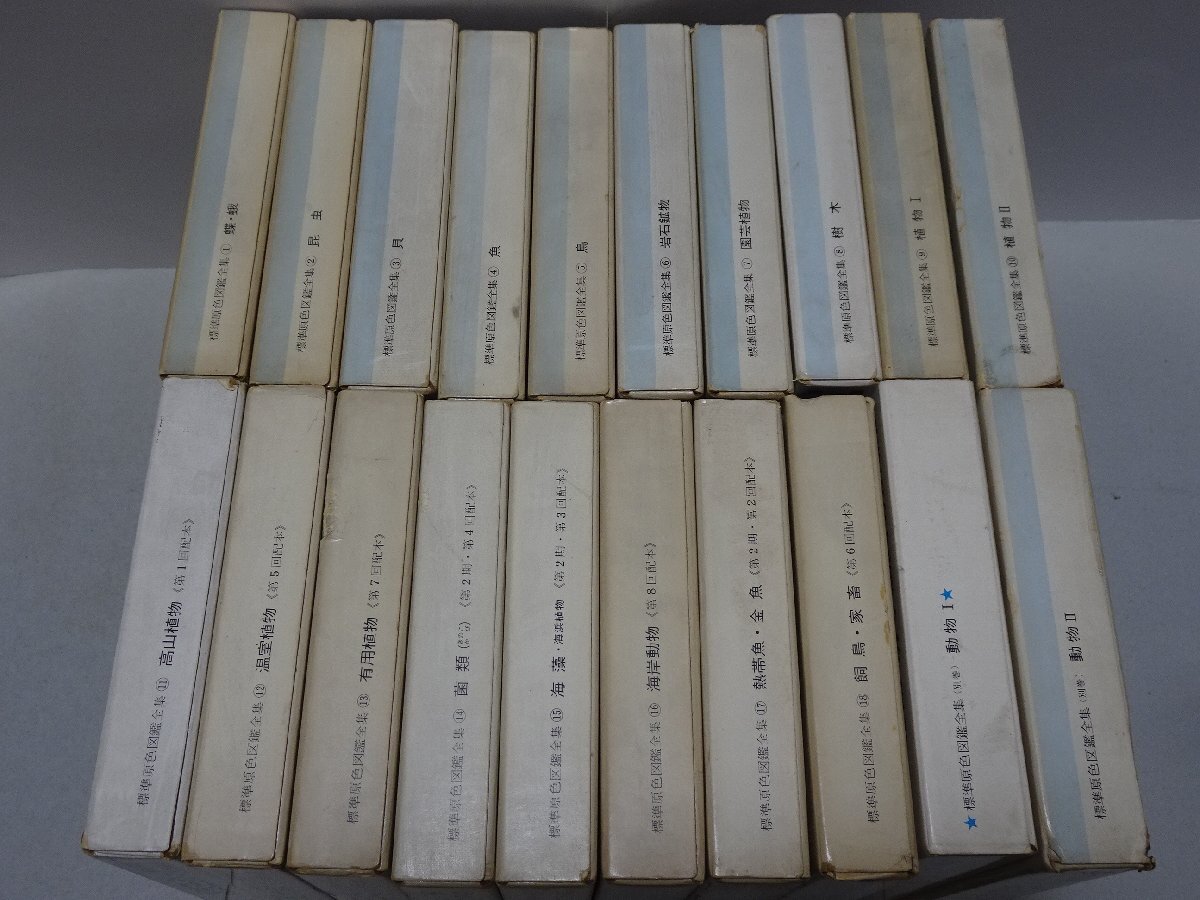 標準原色図鑑全集 ① 蝶・蛾
標準原色図鑑全集 ② 昆虫
標準原色図鑑全集 ③ 貝
標準原色図鑑全集 ④ 魚
標準原色図鑑全集 ⑤ 鳥
標準原色図鑑全集 ⑥ 岩石鉱物
標準原色図鑑全集 ⑦ 園芸植物
標準原色図鑑全集 ⑧ 樹木
標準原色図鑑全集 ⑨ 植物 I
標準原色図鑑全集 ⑩ 植物 II
標準原色図鑑全集 ⑪ 高山植物《第1回配本》
標準原色図鑑全集 ⑫ 温室植物《第5回配本》
標準原色図鑑全集 ⑬ 有用植物《第7回配本》
標準原色図鑑全集 ⑭ 菌類(きのこ)《第2期・第4回配本》
標準原色図鑑全集 ⑮ 海藻・海浜植物《第2期・第3回配本》
標準原色図鑑全集 ⑯ 海岸動物《第8回配本》
標準原色図鑑全集 ⑰ 熱帯魚・金魚《第2期・第2回配本》
標準原色図鑑全集 ⑱ 飼鳥・家畜《第6回配本》
★標準原色図鑑全集(別巻) 動物 I★
標準原色図鑑全集(別巻) 動物 II